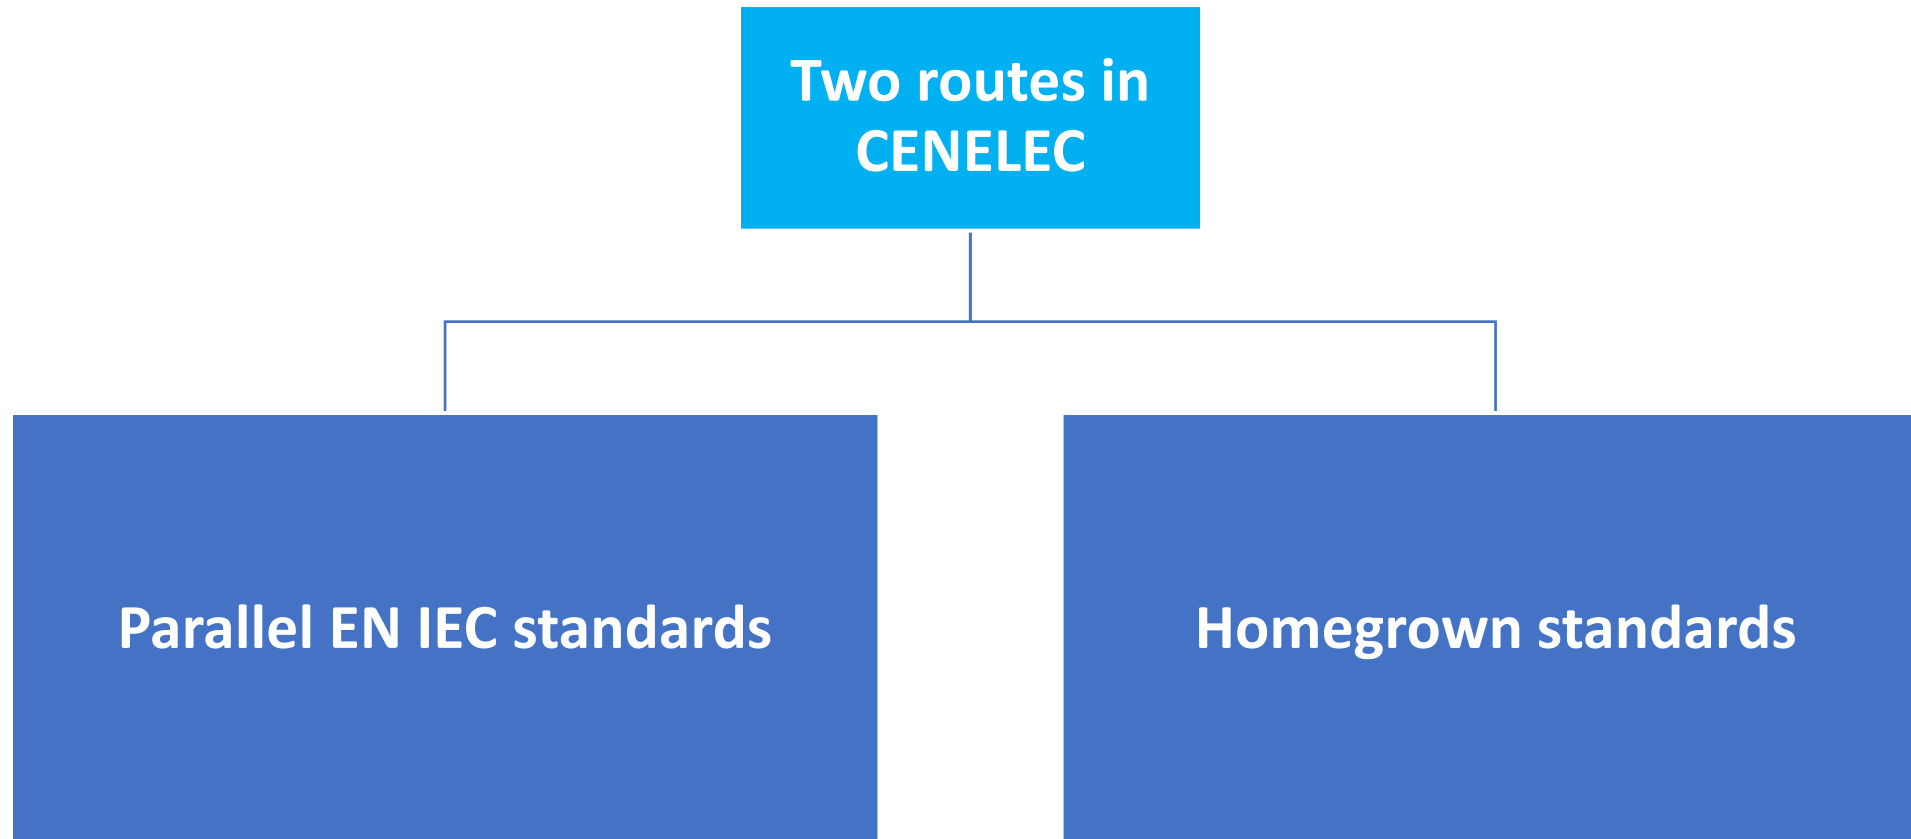 Two routes in
CENELEC
Parallel EN IEC standards
Homegrown standards